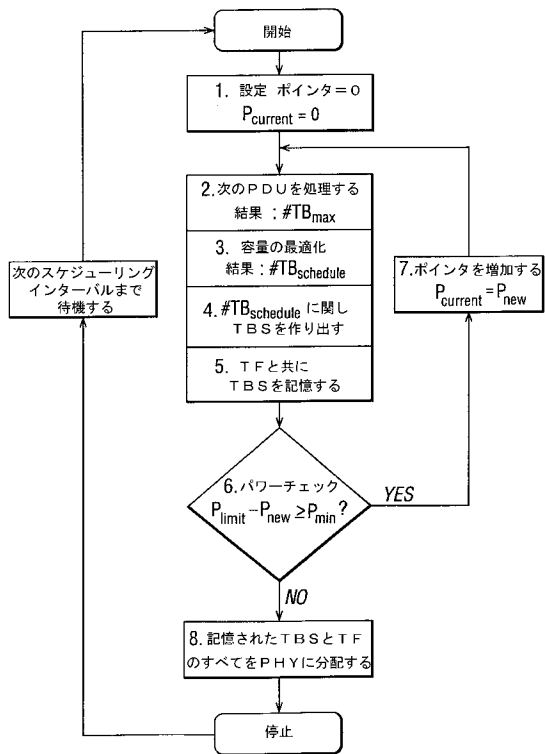 開始
1. 設定 ポインタ=0
P_current = 0
2.次のPDUを処理する
結果:#TB_max
3. 容量の最適化
結果:#TB_schedule
4. #TB_schedule に関し
TBSを作り出す
5. TFと共に
TBSを記憶する
6.パワーチェック
P_limit −P_new ≥P_min ?
YES
7.ポインタを増加する
P_current =P_new
NO
8.記憶されたTBSとTF
のすべてをPHYに分配する
停止
次のスケジューリング
インターバルまで
待機する